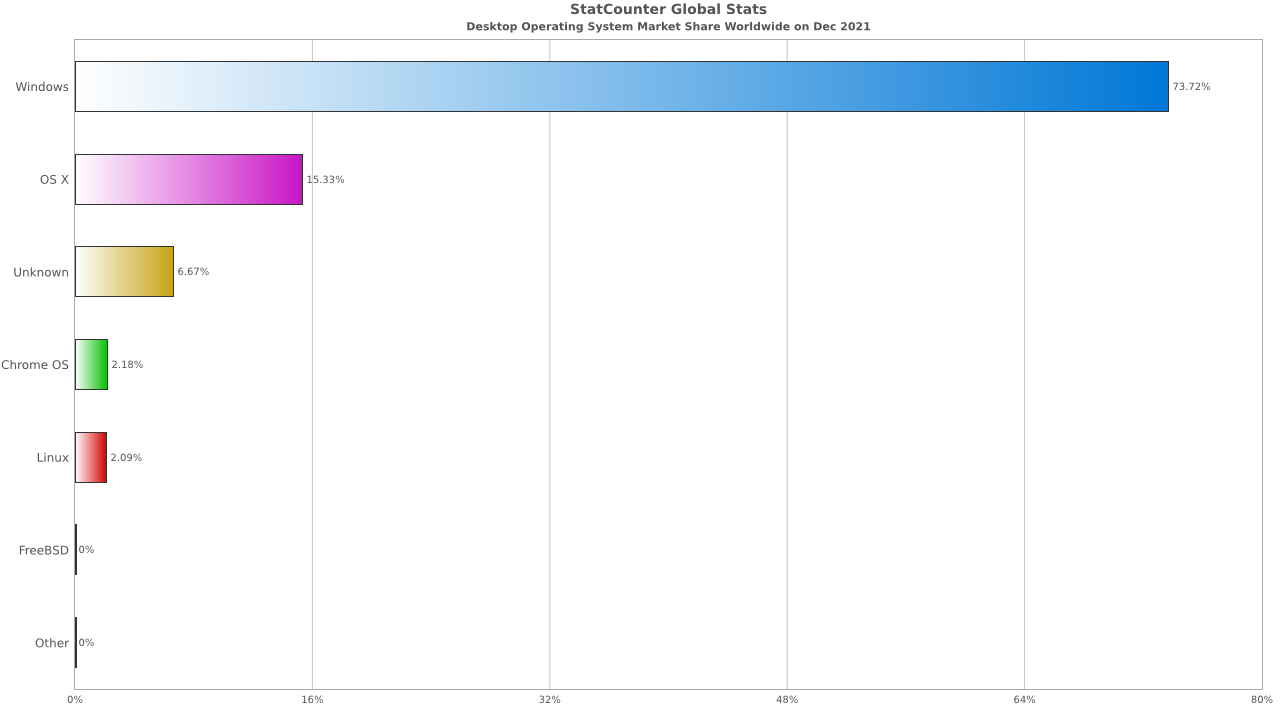 StatCounter Global Stats
Desktop Operating System Market Share Worldwide on Dec 2021
Windows 73.72%
OS X 15.33%
Unknown 6.67%
Chrome OS 2.18%
Linux 2.09%
FreeBSD 0%
Other 0%
0% 16% 32% 48% 64% 80%